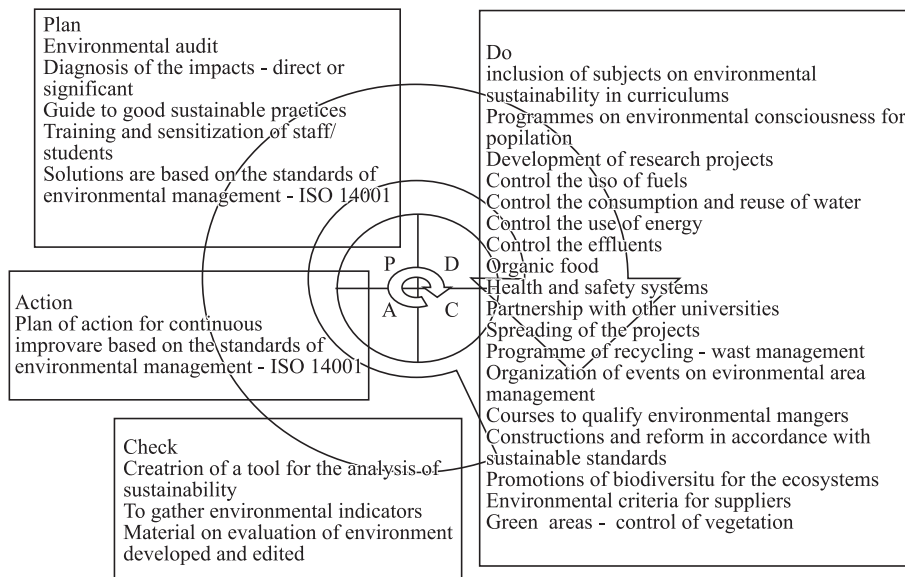 Plan
Environmental audit
Diagnosis of the impacts - direct or
significant
Guide to good sustainable practices
Training and sensitization of staff/
students
Solutions are based on the standards of
environmental management - ISO 14001
Do
inclusion of subjects on environmental
sustainability in curriculums
Programmes on environmental consciousness for
popilation
Development of research projects
Control the uso of fuels
Control the consumption and reuse of water
Control the use of energy
Control the effluents
Organic food
Health and safety systems
Partnership with other universities
Spreading of the projects
Programme of recycling - wast management
Organization of events on evironmental area
management
Courses to qualify environmental mangers
Constructions and reform in accordance with
sustainable standards
Promotions of biodiversitu for the ecosystems
Environmental criteria for suppliers
Green areas - control of vegetation
P D
A C
Action
Plan of action for continuous
improvare based on the standards of
environmental management - ISO 14001
Check
Creatrion of a tool for the analysis of
sustainability
To gather environmental indicators
Material on evaluation of environment
developed and edited